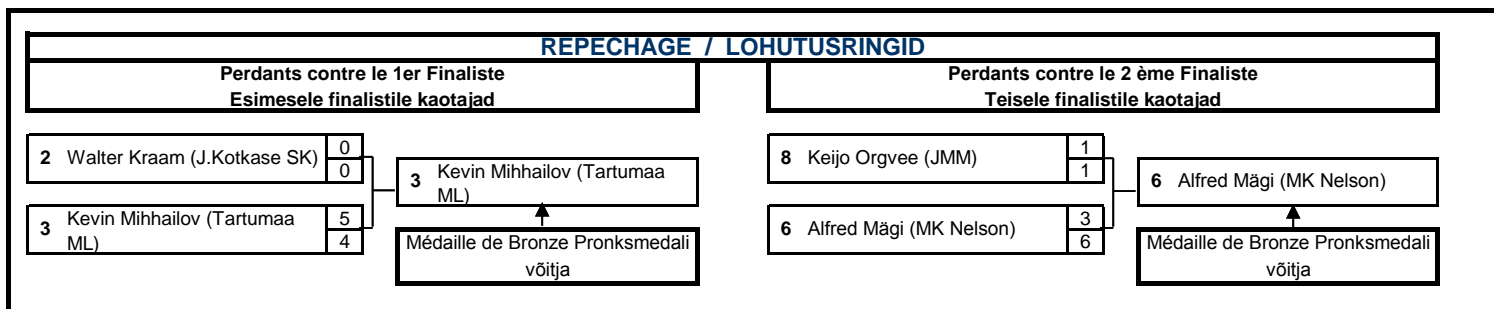 REPECHAGE / LOHUTUSRINGID
Perdants contre le 1er Finaliste
Esimesele finalistile kaotajad
Perdants contre le 2 ème Finaliste
Teisele finalistile kaotajad
2 Walter Kraam (J.Kotkase SK) 0
0
3 Kevin Mihhailov (Tartumaa
ML)
3 Kevin Mihhailov (Tartumaa
ML)
5
4
Médaille de Bronze Pronksmedali
võitja
8 Keijo Orgvee (JMM) 1
1
6 Alfred Mägi (MK Nelson)
6 Alfred Mägi (MK Nelson) 3
6
Médaille de Bronze Pronksmedali
võitja